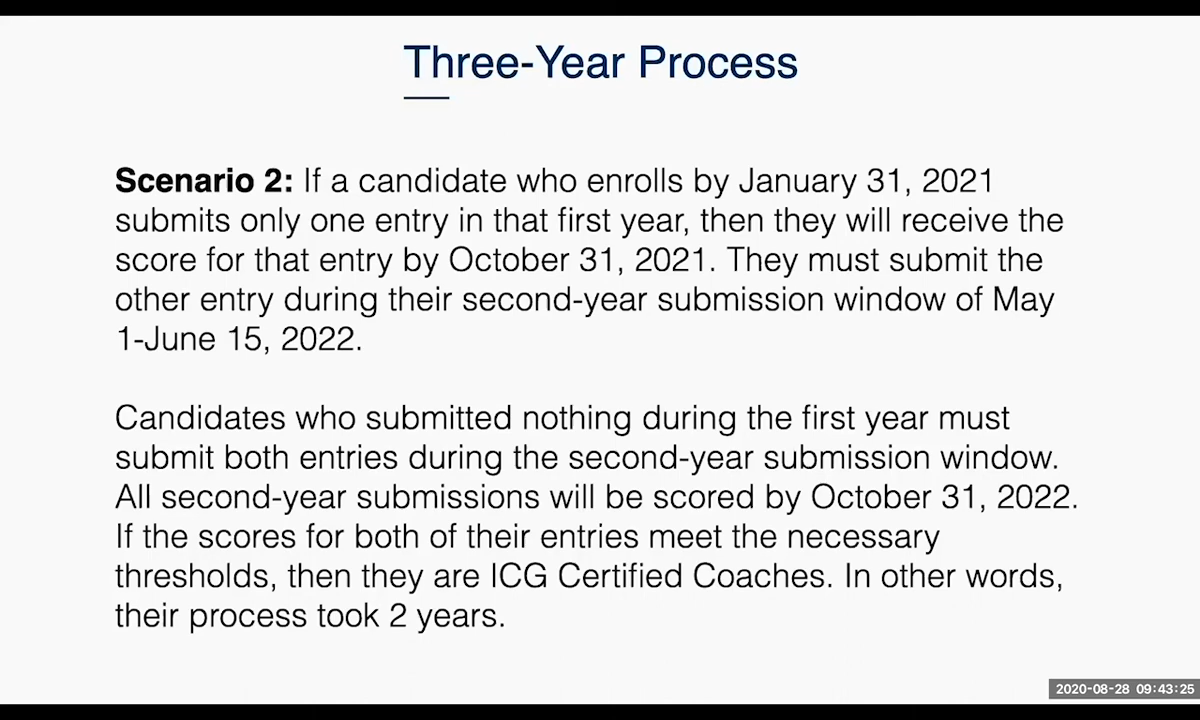 Three-Year Process
Scenario 2: If a candidate who enrolls by January 31, 2021
submits only one entry in that first year, then they will receive the
score for that entry by October 31, 2021. They must submit the
other entry during their second-year submission window of May
1-June 15, 2022.
Candidates who submitted nothing during the first year must
submit both entries during the second-year submission window.
All second-year submissions will be scored by October 31, 2022.
If the scores for both of their entries meet the necessary
thresholds, then they are ICG Certified Coaches. In other words,
their process took 2 years.
2020-08-28 09:43:25